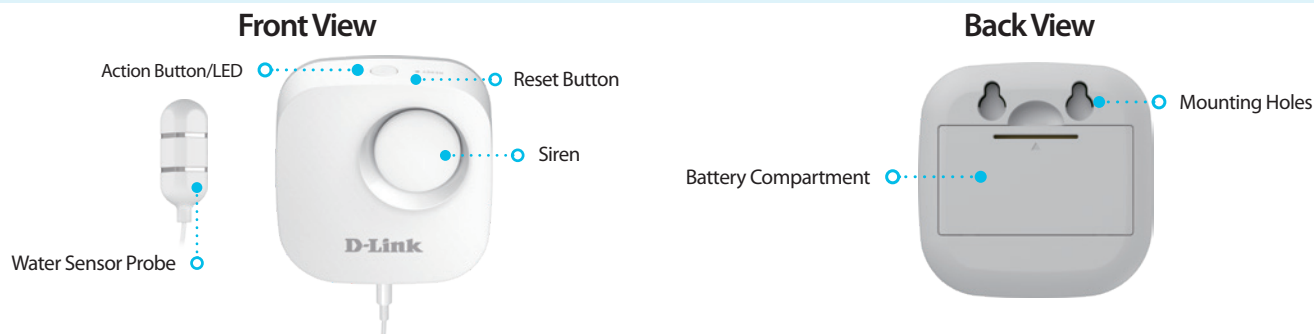 Front View
Action Button/LED
Reset Button
Siren
D-Link
Water Sensor Probe
Back View
Mounting Holes
Battery Compartment